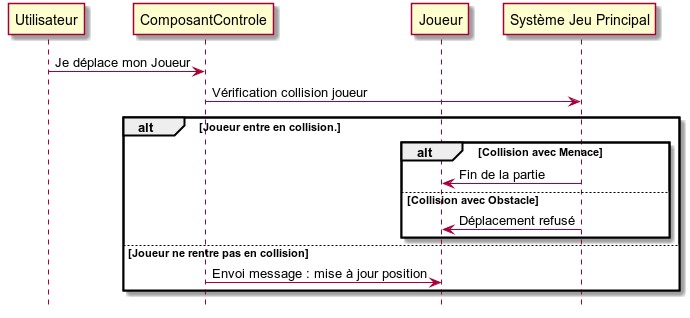 Utilisateur
ComposantControle
Joueur
Système Jeu Principal
Je déplace mon Joueur
Vérification collision joueur
alt
[Joueur entre en collision.]
alt
[Collision avec Menace]
Fin de la partie
[Collision avec Obstacle]
Déplacement refusé
[Joueur ne rentre pas en collision]
Envoi message : mise à jour position